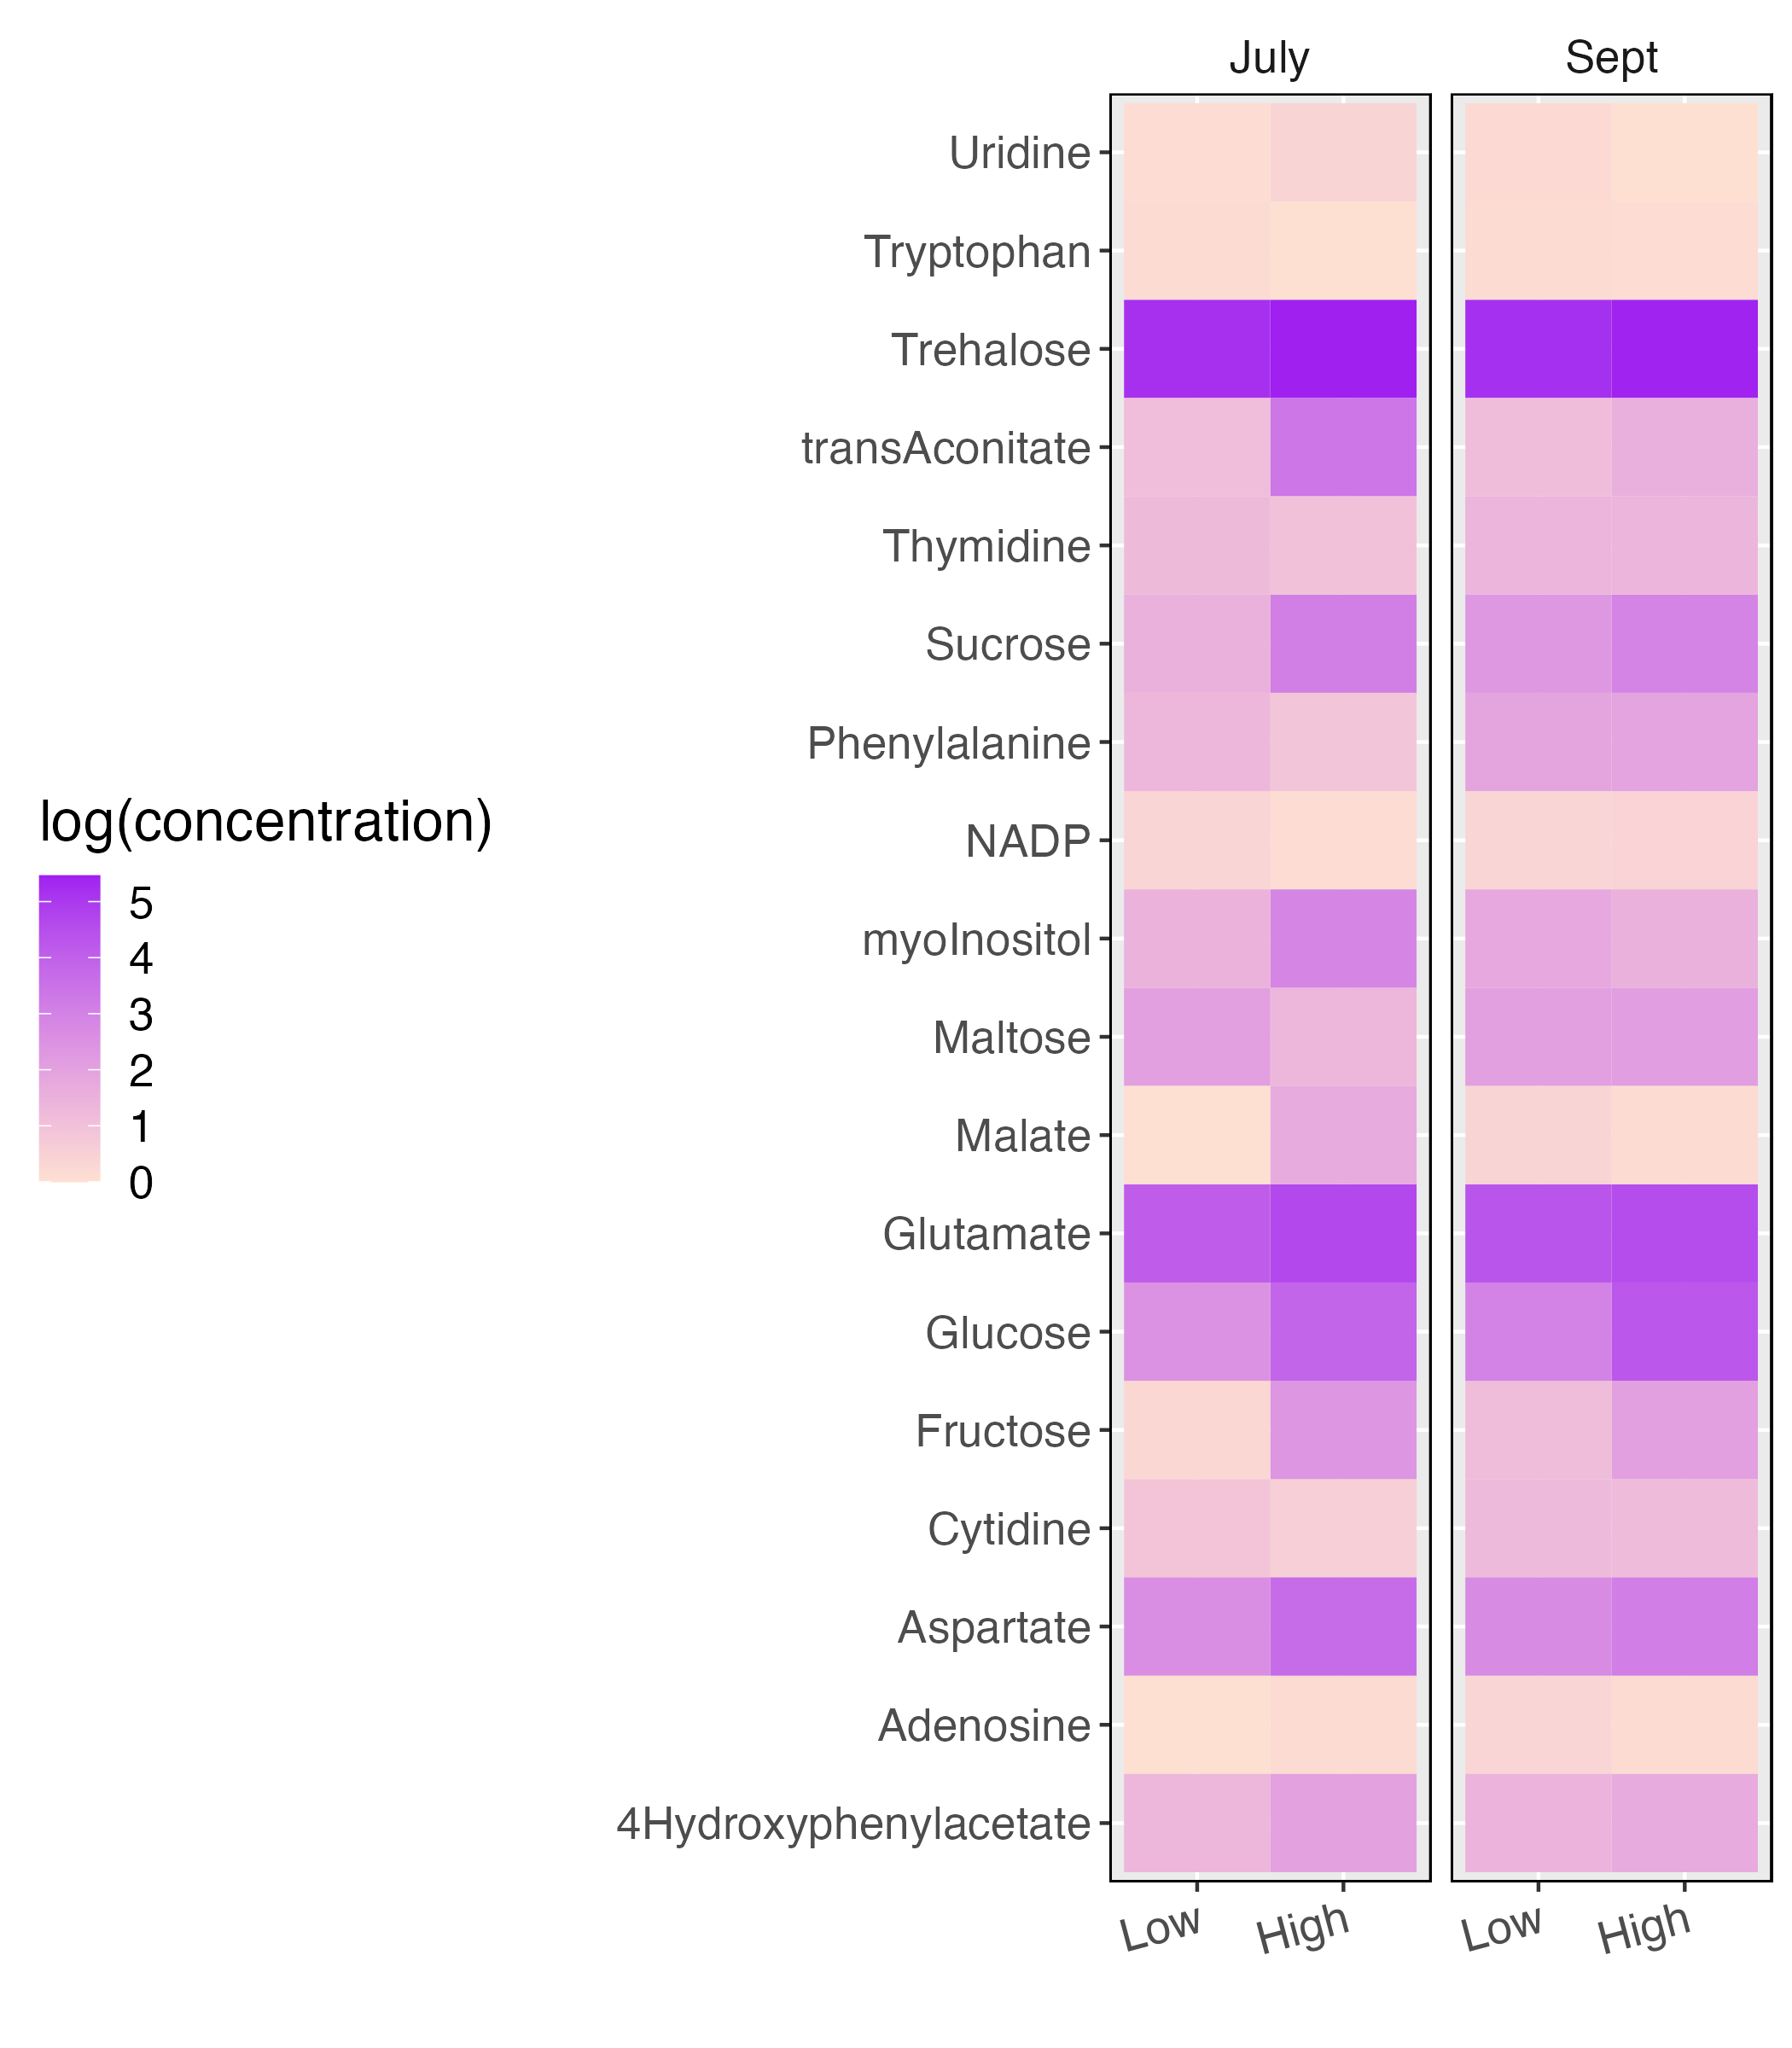 July Sept
Uridine
Tryptophan
Trehalose
transAconitate
Thymidine
Sucrose
Phenylalanine
NADP
myoInositol
Maltose
Malate
Glutamate
Glucose
Fructose
Cytidine
Aspartate
Adenosine
4Hydroxyphenylacetate
Low High Low High
log(concentration)
5
4
3
2
1
0